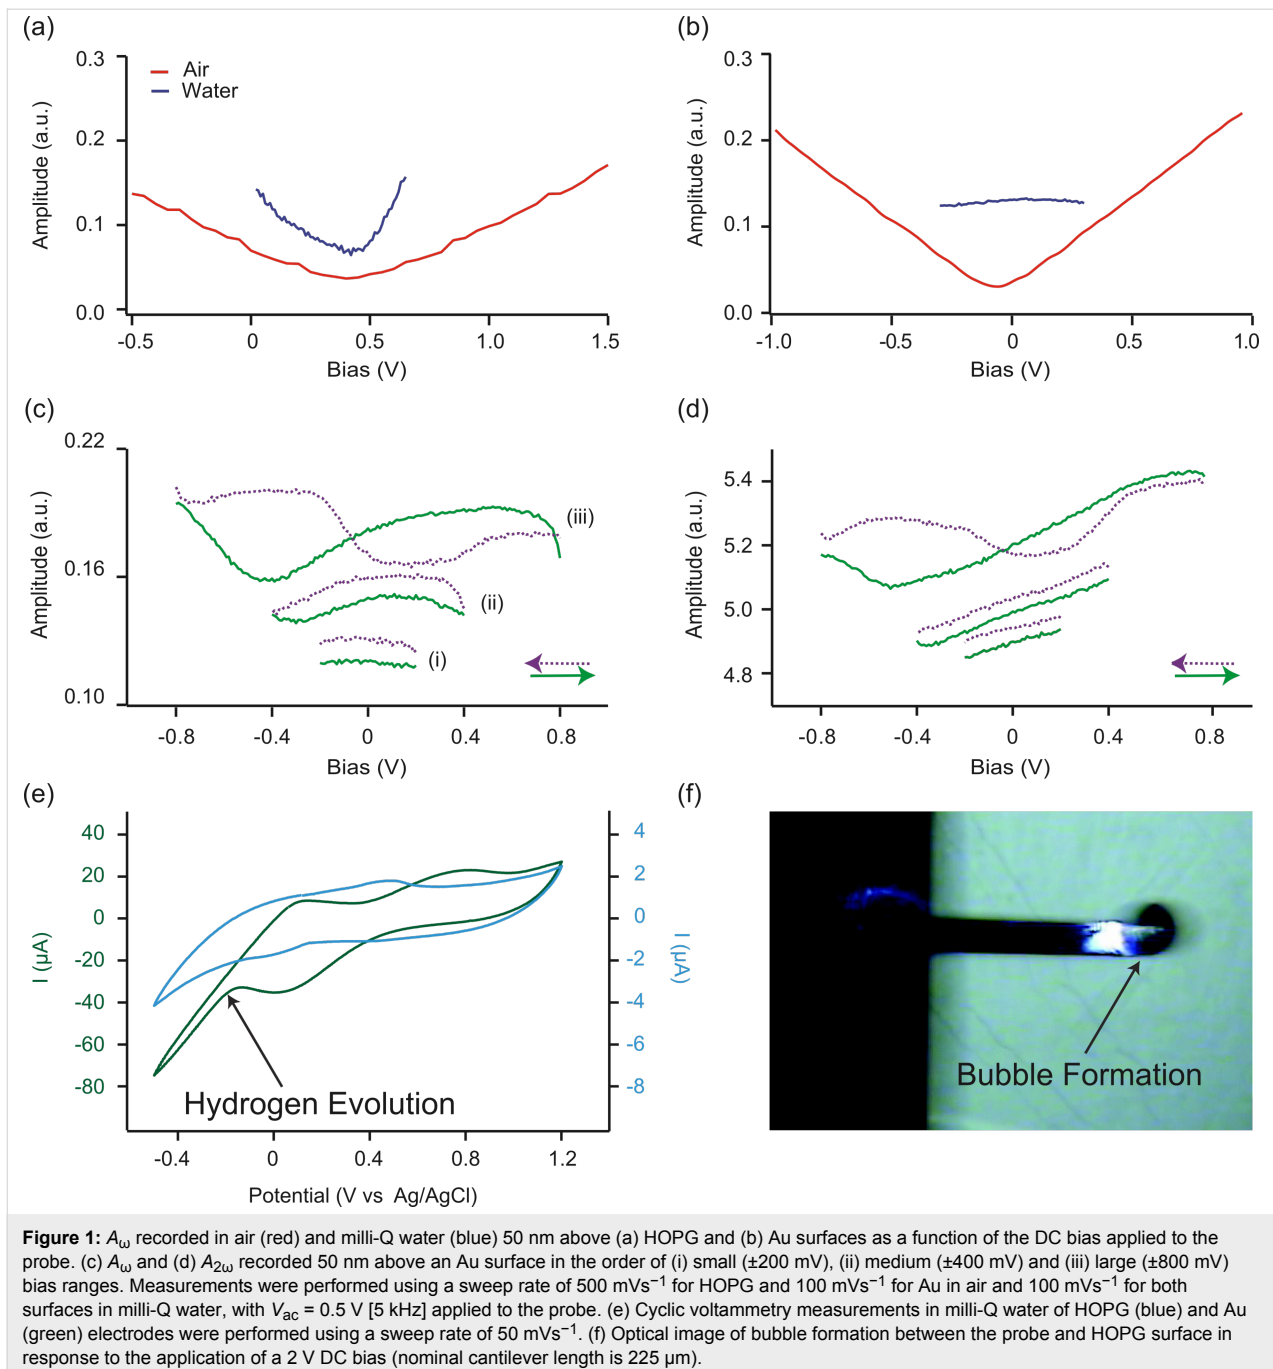 (a)
0.3
0.2
0.1
0.0
Amplitude (a.u.)
Air
Water
-0.5
0
0.5
1.0
1.5
Bias (V)
(b)
0.3
0.2
0.1
0.0
Amplitude (a.u.)
-1.0
-0.5
0
0.5
1.0
Bias (V)
(c)
0.22
0.16
0.10
Amplitude (a.u.)
(iii)
(ii)
(i)
-0.8
-0.4
0
0.4
0.8
Bias (V)
(d)
5.4
5.2
5.0
4.8
Amplitude (a.u.)
-0.8
-0.4
0
0.4
0.8
Bias (V)
(e)
40
20
0
-20
-40
-60
-80
I (µA)
4
2
0
-2
-4
-6
-8
I (µA)
Hydrogen Evolution
-0.4
0
0.4
0.8
1.2
Potential (V vs Ag/AgCl)
(f)
Bubble Formation
Figure 1: Aω recorded in air (red) and milli-Q water (blue) 50 nm above (a) HOPG and (b) Au surfaces as a function of the DC bias applied to the
probe. (c) Aω and (d) A2ω recorded 50 nm above an Au surface in the order of (i) small (±200 mV), (ii) medium (±400 mV) and (iii) large (±800 mV)
bias ranges. Measurements were performed using a sweep rate of 500 mVs⁻¹ for HOPG and 100 mVs⁻¹ for Au in air and 100 mVs⁻¹ for both
surfaces in milli-Q water, with Vac = 0.5 V [5 kHz] applied to the probe. (e) Cyclic voltammetry measurements in milli-Q water of HOPG (blue) and Au
(green) electrodes were performed using a sweep rate of 50 mVs⁻¹. (f) Optical image of bubble formation between the probe and HOPG surface in
response to the application of a 2 V DC bias (nominal cantilever length is 225 µm).